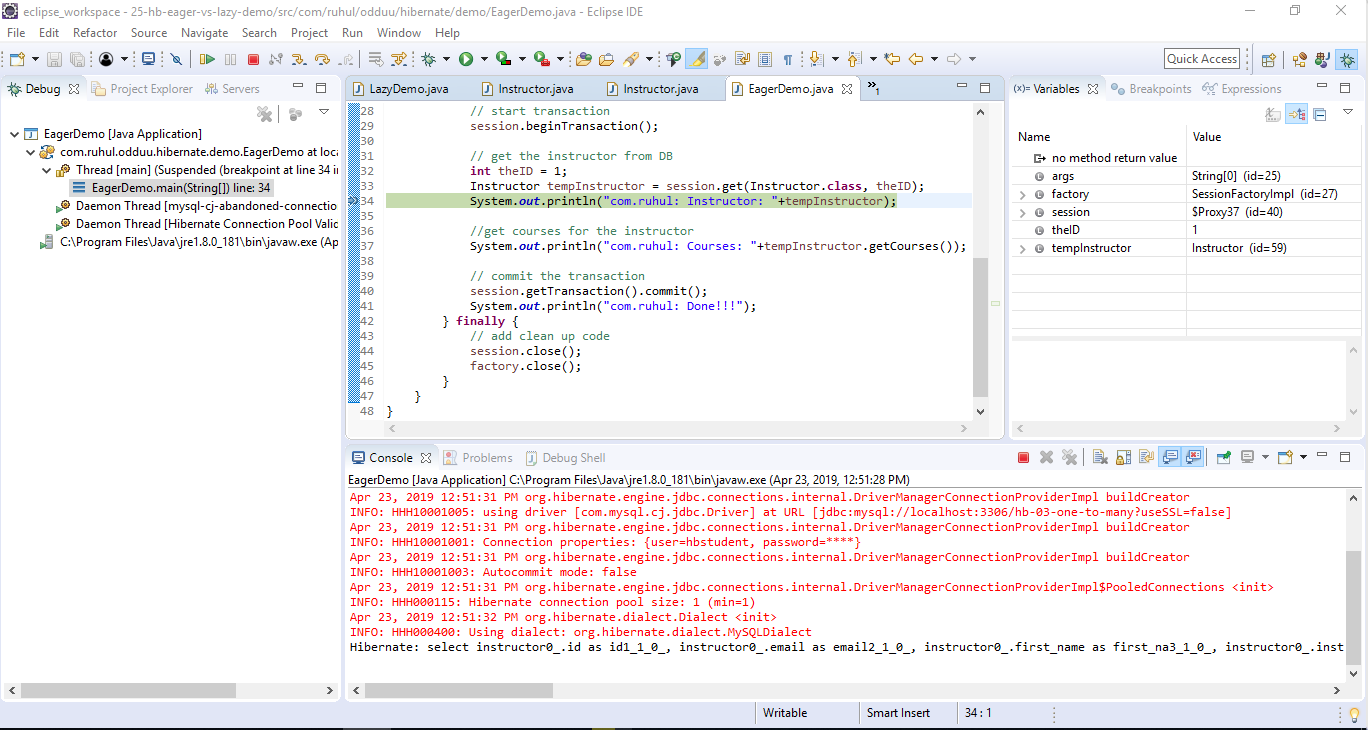 eclipse_workspace - 25-hb-eager-vs-lazy-demo/src/com/ruhul/odduu/hibernate/demo/EagerDemo.java - Eclipse IDE
File Edit Refactor Source Navigate Search Project Run Window Help
Quick Access
Debug Project Explorer Servers
EagerDemo [Java Application]
com.ruhul.odduu.hibernate.demo.EagerDemo at loca
Thread [main] (Suspended (breakpoint at line 34 in
EagerDemo.main(String[]) line: 34
Daemon Thread [mysql-cj-abandoned-connectio
Daemon Thread [Hibernate Connection Pool Valid
C:\Program Files\Java\jre1.8.0_181\bin\javaw.exe (Ap
LazyDemo.java Instructor.java Instructor.java EagerDemo.java »1
28 // start transaction
29 session.beginTransaction();
30
31 // get the instructor from DB
32 int theID = 1;
33 Instructor tempInstructor = session.get(Instructor.class, theID);
34 System.out.println("com.ruhul: Instructor: "+tempInstructor);
35
36 //get courses for the instructor
37 System.out.println("com.ruhul: Courses: "+tempInstructor.getCourses());
38
39 // commit the transaction
40 session.getTransaction().commit();
41 System.out.println("com.ruhul: Done!!!");
42 } finally {
43 // add clean up code
44 session.close();
45 factory.close();
46 }
47 }
48 }
(x)= Variables Breakpoints Expressions
Name Value
no method return value
args String[0] (id=25)
factory SessionFactoryImpl (id=27)
session $Proxy37 (id=40)
theID 1
tempInstructor Instructor (id=59)
Console Problems Debug Shell
EagerDemo [Java Application] C:\Program Files\Java\jre1.8.0_181\bin\javaw.exe (Apr 23, 2019, 12:51:28 PM)
Apr 23, 2019 12:51:31 PM org.hibernate.engine.jdbc.connections.internal.DriverManagerConnectionProviderImpl buildCreator
INFO: HHH10001005: using driver [com.mysql.cj.jdbc.Driver] at URL [jdbc:mysql://localhost:3306/hb-03-one-to-many?useSSL=false]
Apr 23, 2019 12:51:31 PM org.hibernate.engine.jdbc.connections.internal.DriverManagerConnectionProviderImpl buildCreator
INFO: HHH10001001: Connection properties: {user=hbstudent, password=****}
Apr 23, 2019 12:51:31 PM org.hibernate.engine.jdbc.connections.internal.DriverManagerConnectionProviderImpl buildCreator
INFO: HHH10001003: Autocommit mode: false
Apr 23, 2019 12:51:31 PM org.hibernate.engine.jdbc.connections.internal.DriverManagerConnectionProviderImpl$PooledConnections <init>
INFO: HHH000115: Hibernate connection pool size: 1 (min=1)
Apr 23, 2019 12:51:32 PM org.hibernate.dialect.Dialect <init>
INFO: HHH000400: Using dialect: org.hibernate.dialect.MySQLDialect
Hibernate: select instructor0_.id as id1_1_0_, instructor0_.email as email2_1_0_, instructor0_.first_name as first_na3_1_0_, instructor0_.inst
Writable Smart Insert 34 : 1